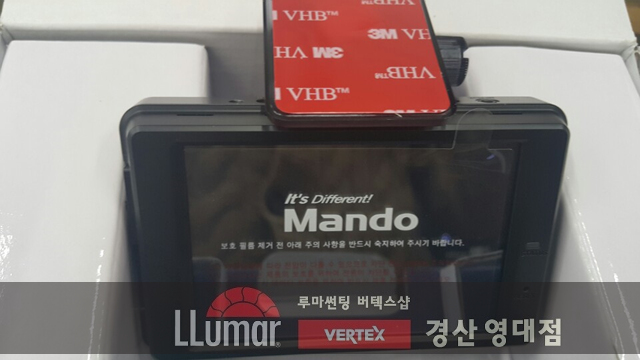 VHB™
3M
VHB™
3M
VHB™
It's Different!
Mando
보호 필름 제거 전 아래 주의 사항을 반드시 숙지하여 주시기 바랍니다.
루마썬팅 버텍스샵
LLumar VERTEX 경산 영대점